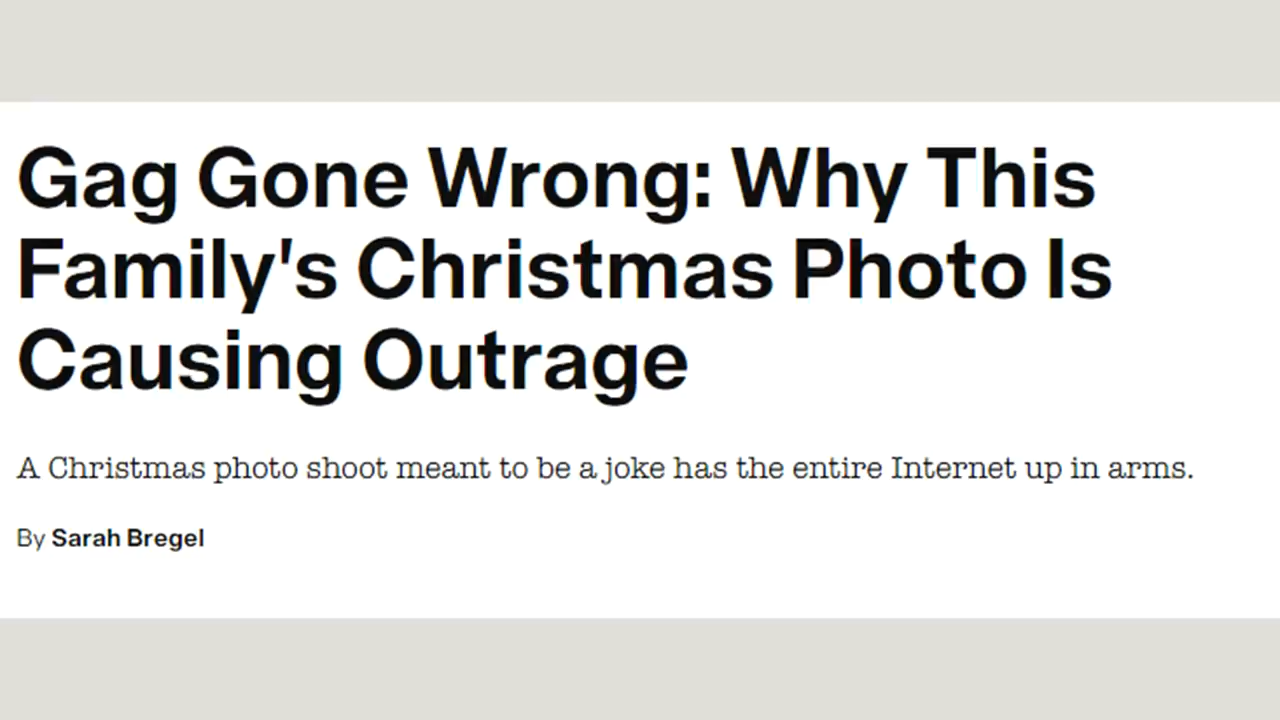 Gag Gone Wrong: Why This
Family's Christmas Photo Is
Causing Outrage
A Christmas photo shoot meant to be a joke has the entire Internet up in arms.
By Sarah Bregel